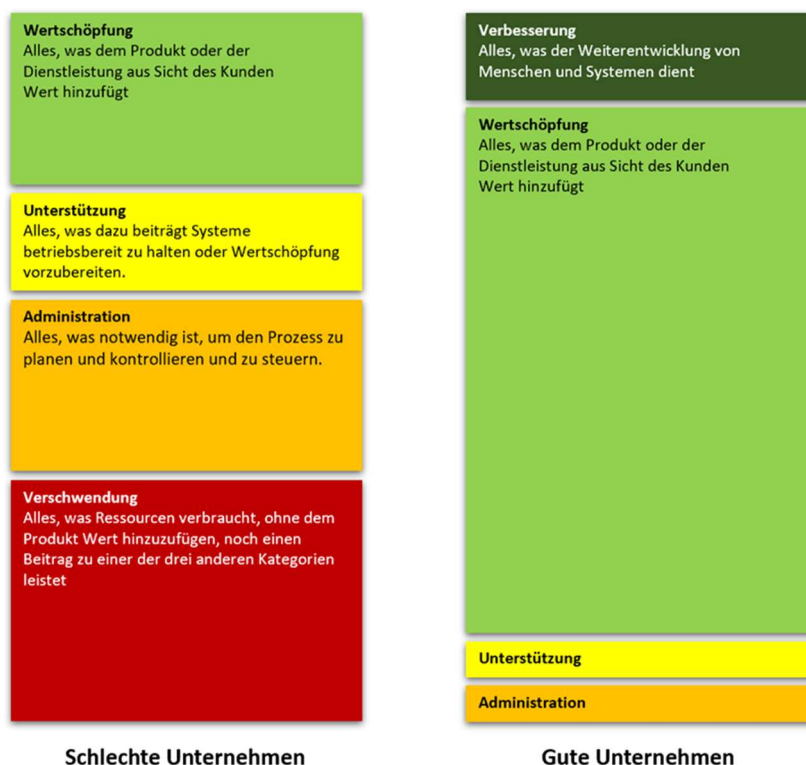 Wertschöpfung
Alles, was dem Produkt oder der
Dienstleistung aus Sicht des Kunden
Wert hinzufügt
Unterstützung
Alles, was dazu beiträgt Systeme
betriebsbereit zu halten oder Wertschöpfung
vorzubereiten.
Administration
Alles, was notwendig ist, um den Prozess zu
planen und kontrollieren und zu steuern.
Verschwendung
Alles, was Ressourcen verbraucht, ohne dem
Produkt Wert hinzuzufügen, noch einen
Beitrag zu einer der drei anderen Kategorien
leistet
Schlechte Unternehmen
Verbesserung
Alles, was der Weiterentwicklung von
Menschen und Systemen dient
Wertschöpfung
Alles, was dem Produkt oder der
Dienstleistung aus Sicht des Kunden
Wert hinzufügt
Unterstützung
Administration
Gute Unternehmen